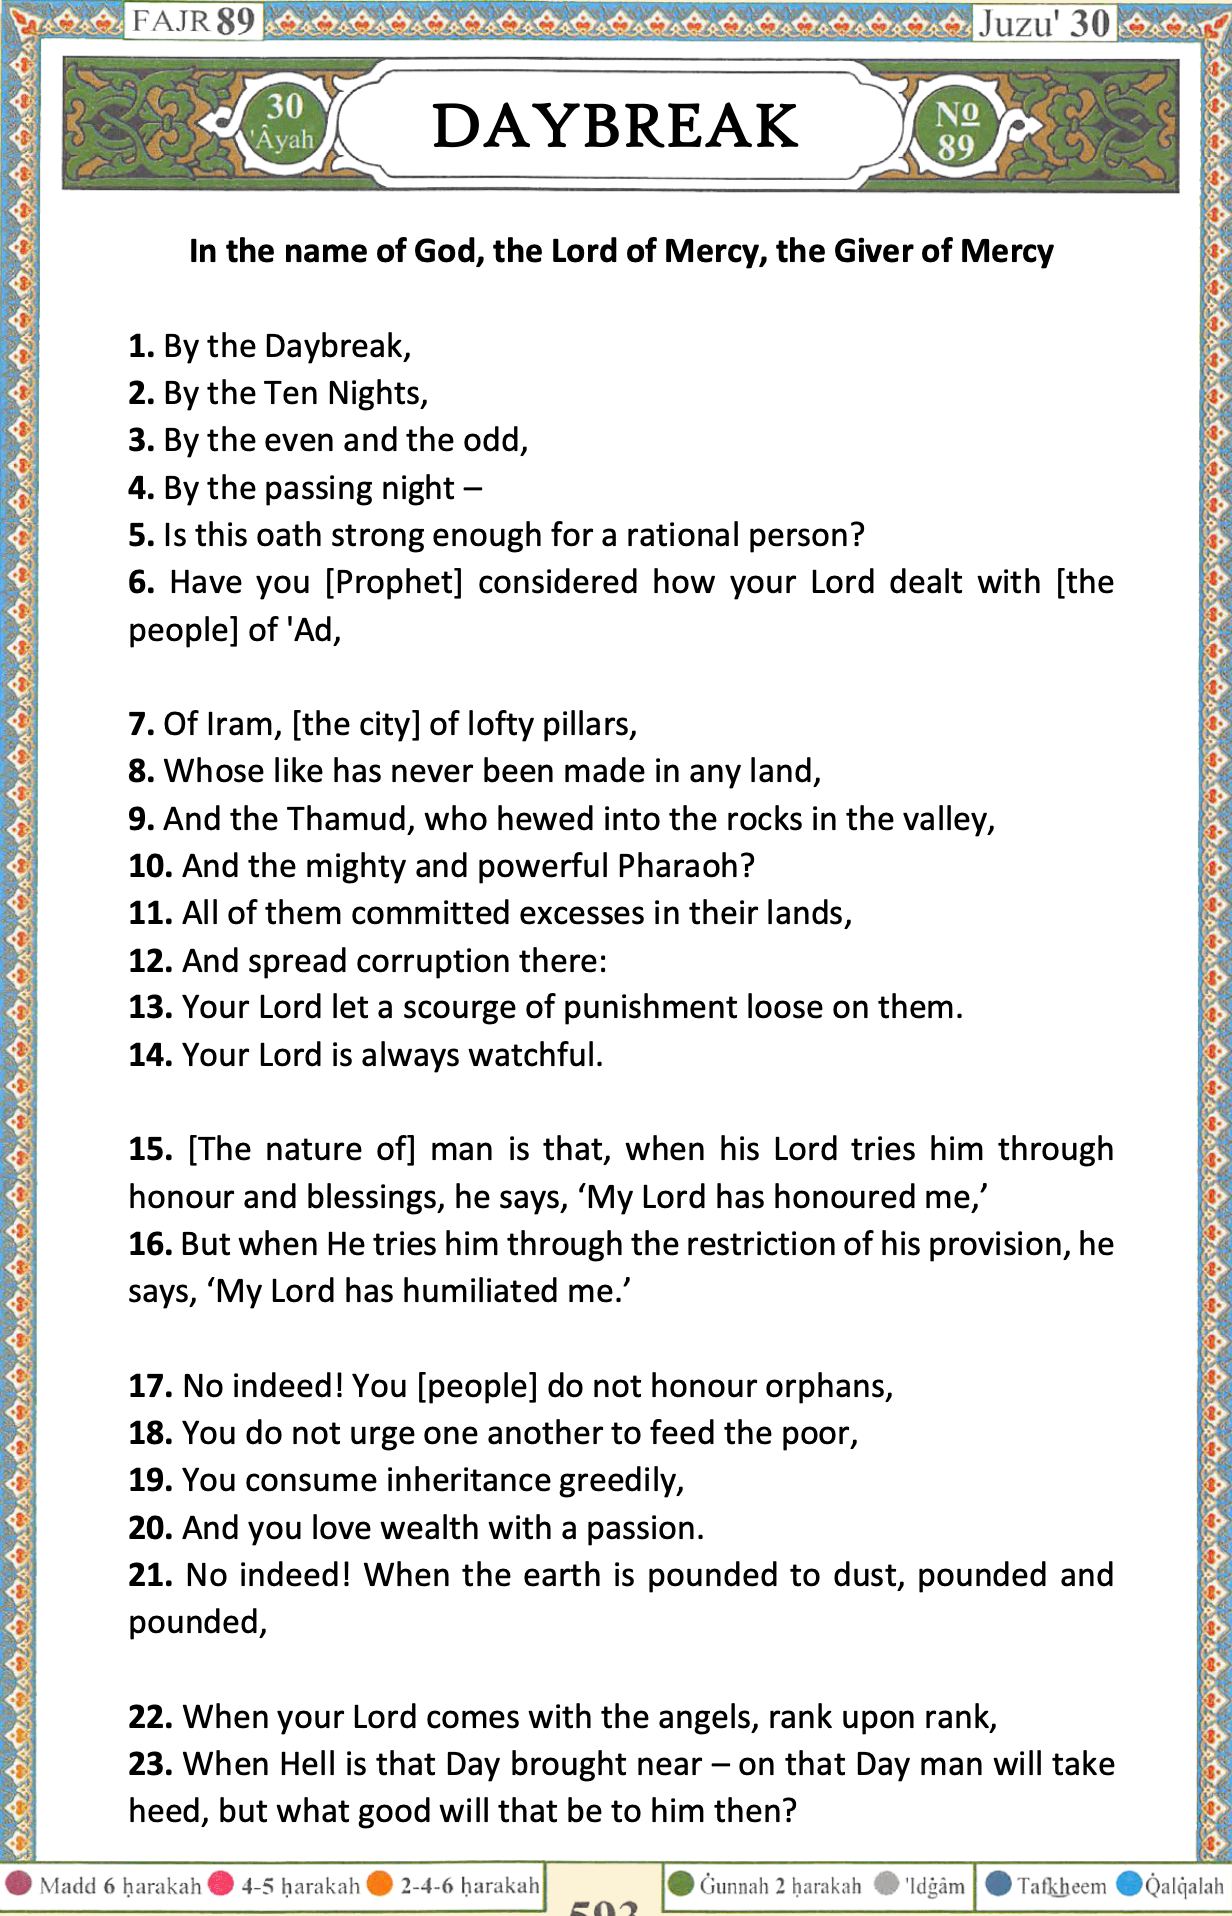 FAJR 89
Juzu' 30
30
'Âyah
DAYBREAK
No
89
In the name of God, the Lord of Mercy, the Giver of Mercy
1. By the Daybreak,
2. By the Ten Nights,
3. By the even and the odd,
4. By the passing night –
5. Is this oath strong enough for a rational person?
6. Have you [Prophet] considered how your Lord dealt with [the
people] of 'Ad,
7. Of Iram, [the city] of lofty pillars,
8. Whose like has never been made in any land,
9. And the Thamud, who hewed into the rocks in the valley,
10. And the mighty and powerful Pharaoh?
11. All of them committed excesses in their lands,
12. And spread corruption there:
13. Your Lord let a scourge of punishment loose on them.
14. Your Lord is always watchful.
15. [The nature of] man is that, when his Lord tries him through
honour and blessings, he says, ‘My Lord has honoured me,’
16. But when He tries him through the restriction of his provision, he
says, ‘My Lord has humiliated me.’
17. No indeed! You [people] do not honour orphans,
18. You do not urge one another to feed the poor,
19. You consume inheritance greedily,
20. And you love wealth with a passion.
21. No indeed! When the earth is pounded to dust, pounded and
pounded,
22. When your Lord comes with the angels, rank upon rank,
23. When Hell is that Day brought near – on that Day man will take
heed, but what good will that be to him then?
Madd 6 ḥarakah 4-5 ḥarakah 2-4-6 ḥarakah
593
Ġunnah 2 ḥarakah 'Idġâm
Tafkheem Q̇alq̇alah